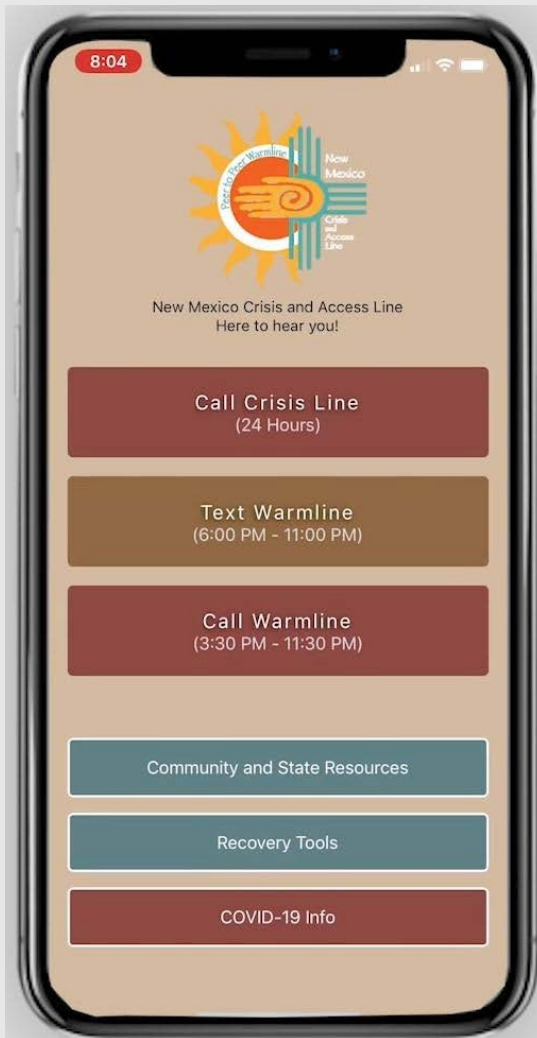 8:04
Peer to Peer Warmline
New
Mexico
Crisis
and
Access
Line
New Mexico Crisis and Access Line
Here to hear you!
Call Crisis Line
(24 Hours)
Text Warmline
(6:00 PM - 11:00 PM)
Call Warmline
(3:30 PM - 11:30 PM)
Community and State Resources
Recovery Tools
COVID-19 Info